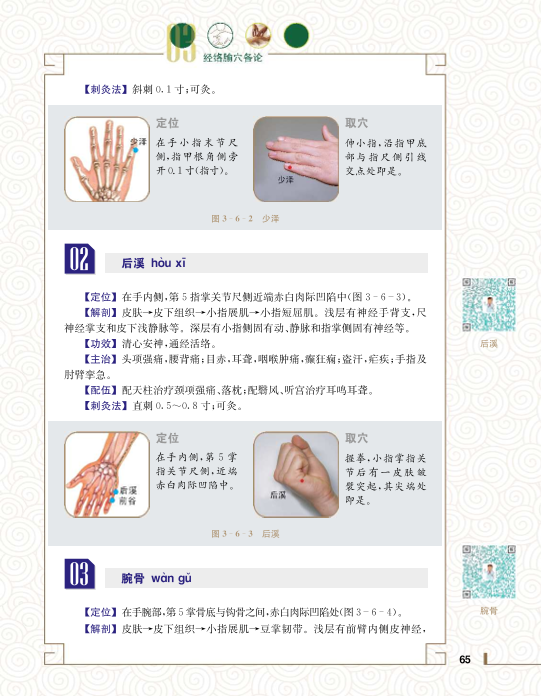 03
经络腧穴各论
【刺灸法】斜刺0.1寸;可灸。
少泽
定位
在手小指末节尺
侧,指甲根角侧旁
开0.1寸(指寸)。
少泽
取穴
伸小指,沿指甲底
部与指尺侧引线
交点处即是。
图3-6-2 少泽
02
后溪 hòu xī
【定位】在手内侧,第5指掌关节尺侧近端赤白肉际凹陷中(图3-6-3)。
【解剖】皮肤→皮下组织→小指展肌→小指短屈肌。浅层有神经手背支,尺
神经掌支和皮下浅静脉等。深层有小指侧固有动、静脉和指掌侧固有神经等。
【功效】清心安神,通经活络。
【主治】头项强痛,腰背痛;目赤,耳聋,咽喉肿痛,癫狂痫;盗汗,疟疾;手指及
肘臂挛急。
【配伍】配天柱治疗颈项强痛、落枕;配翳风、听宫治疗耳鸣耳聋。
【刺灸法】直刺0.5～0.8寸;可灸。
后溪
前谷
定位
在手内侧,第5掌
指关节尺侧,近端
赤白肉际凹陷中。
后溪
取穴
握拳,小指掌指关
节后有一皮肤皱
襞突起,其尖端处
即是。
图3-6-3 后溪
03
腕骨 wàn gǔ
【定位】在手腕部,第5掌骨底与钩骨之间,赤白肉际凹陷处(图3-6-4)。
【解剖】皮肤→皮下组织→小指展肌→豆掌韧带。浅层有前臂内侧皮神经,
后溪
腕骨
65